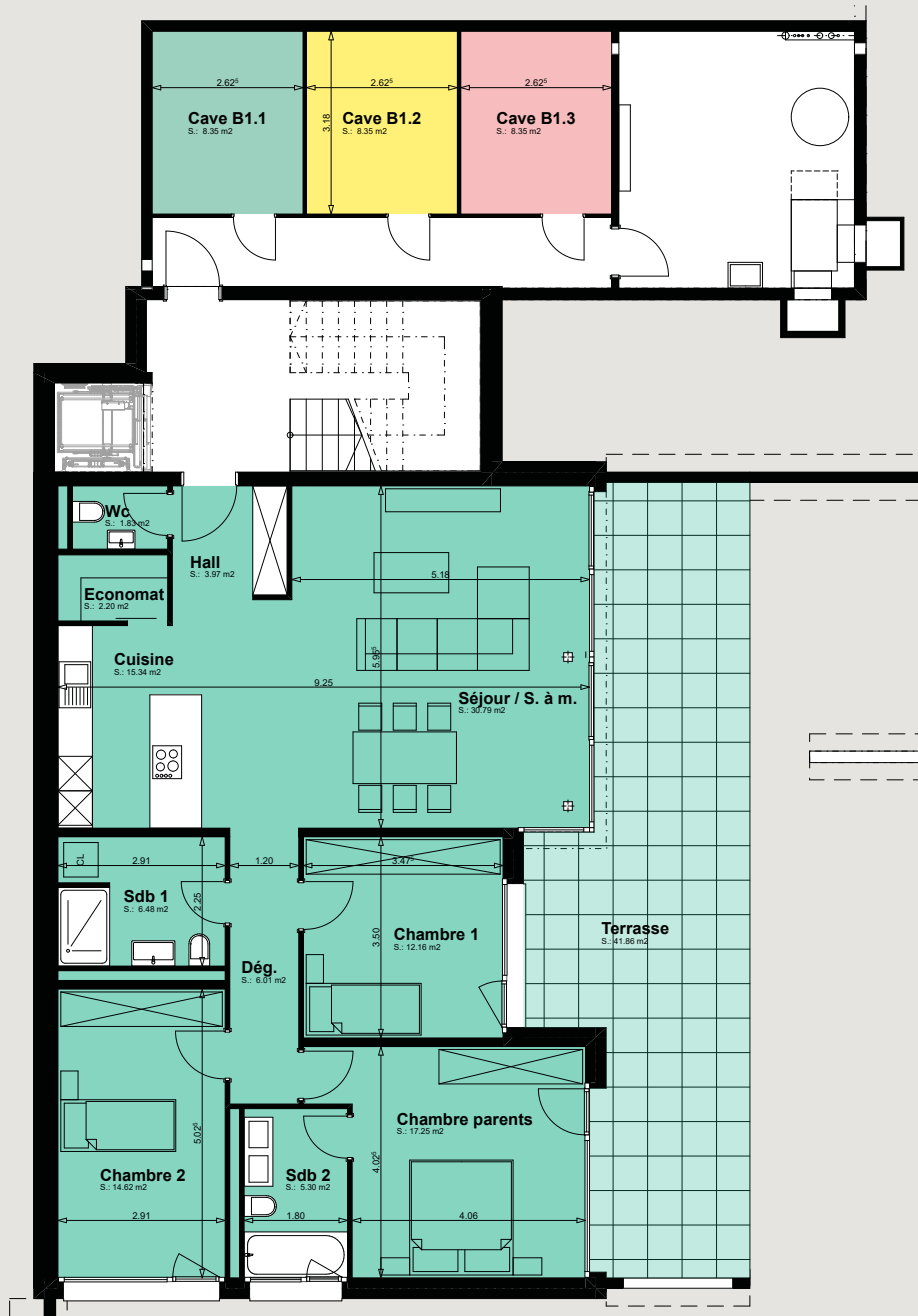 2.62⁵
2.62⁵
2.62⁵
Cave B1.1
S.: 8.35 m2
3.18
Cave B1.2
S.: 8.35 m2
Cave B1.3
S.: 8.35 m2
Wc
S.: 1.83 m2
Hall
S.: 3.97 m2
5.18
Economat
S.: 2.20 m2
Cuisine
S.: 15.34 m2
5.95⁵
9.25
Séjour / S. à m.
S.: 30.79 m2
CL
2.91
1.20
3.47⁵
Sdb 1
S.: 6.48 m2
2.25
Chambre 1
S.: 12.16 m2
3.50
Terrasse
S.: 41.86 m2
Dég.
S.: 6.01 m2
Chambre parents
S.: 17.25 m2
5.02⁵
4.02⁵
Chambre 2
S.: 14.62 m2
Sdb 2
S.: 5.30 m2
2.91
1.80
4.06